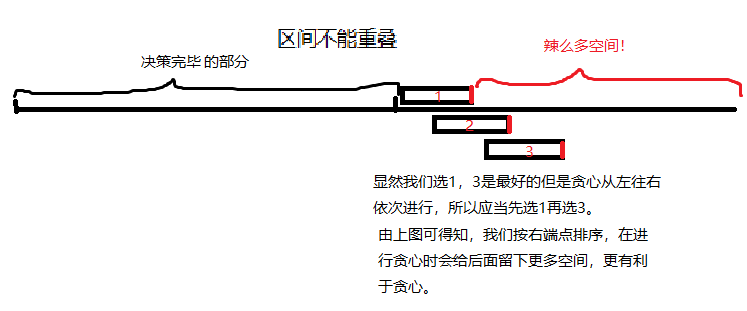 区间不能重叠
决策完毕的部分
辣么多空间！
1
2
3
显然我们选1，3是最好的但是贪心从左往右
依次进行，所以应当先选1再选3。
由上图可得知，我们按右端点排序，在进
行贪心时会给后面留下更多空间，更有利
于贪心。